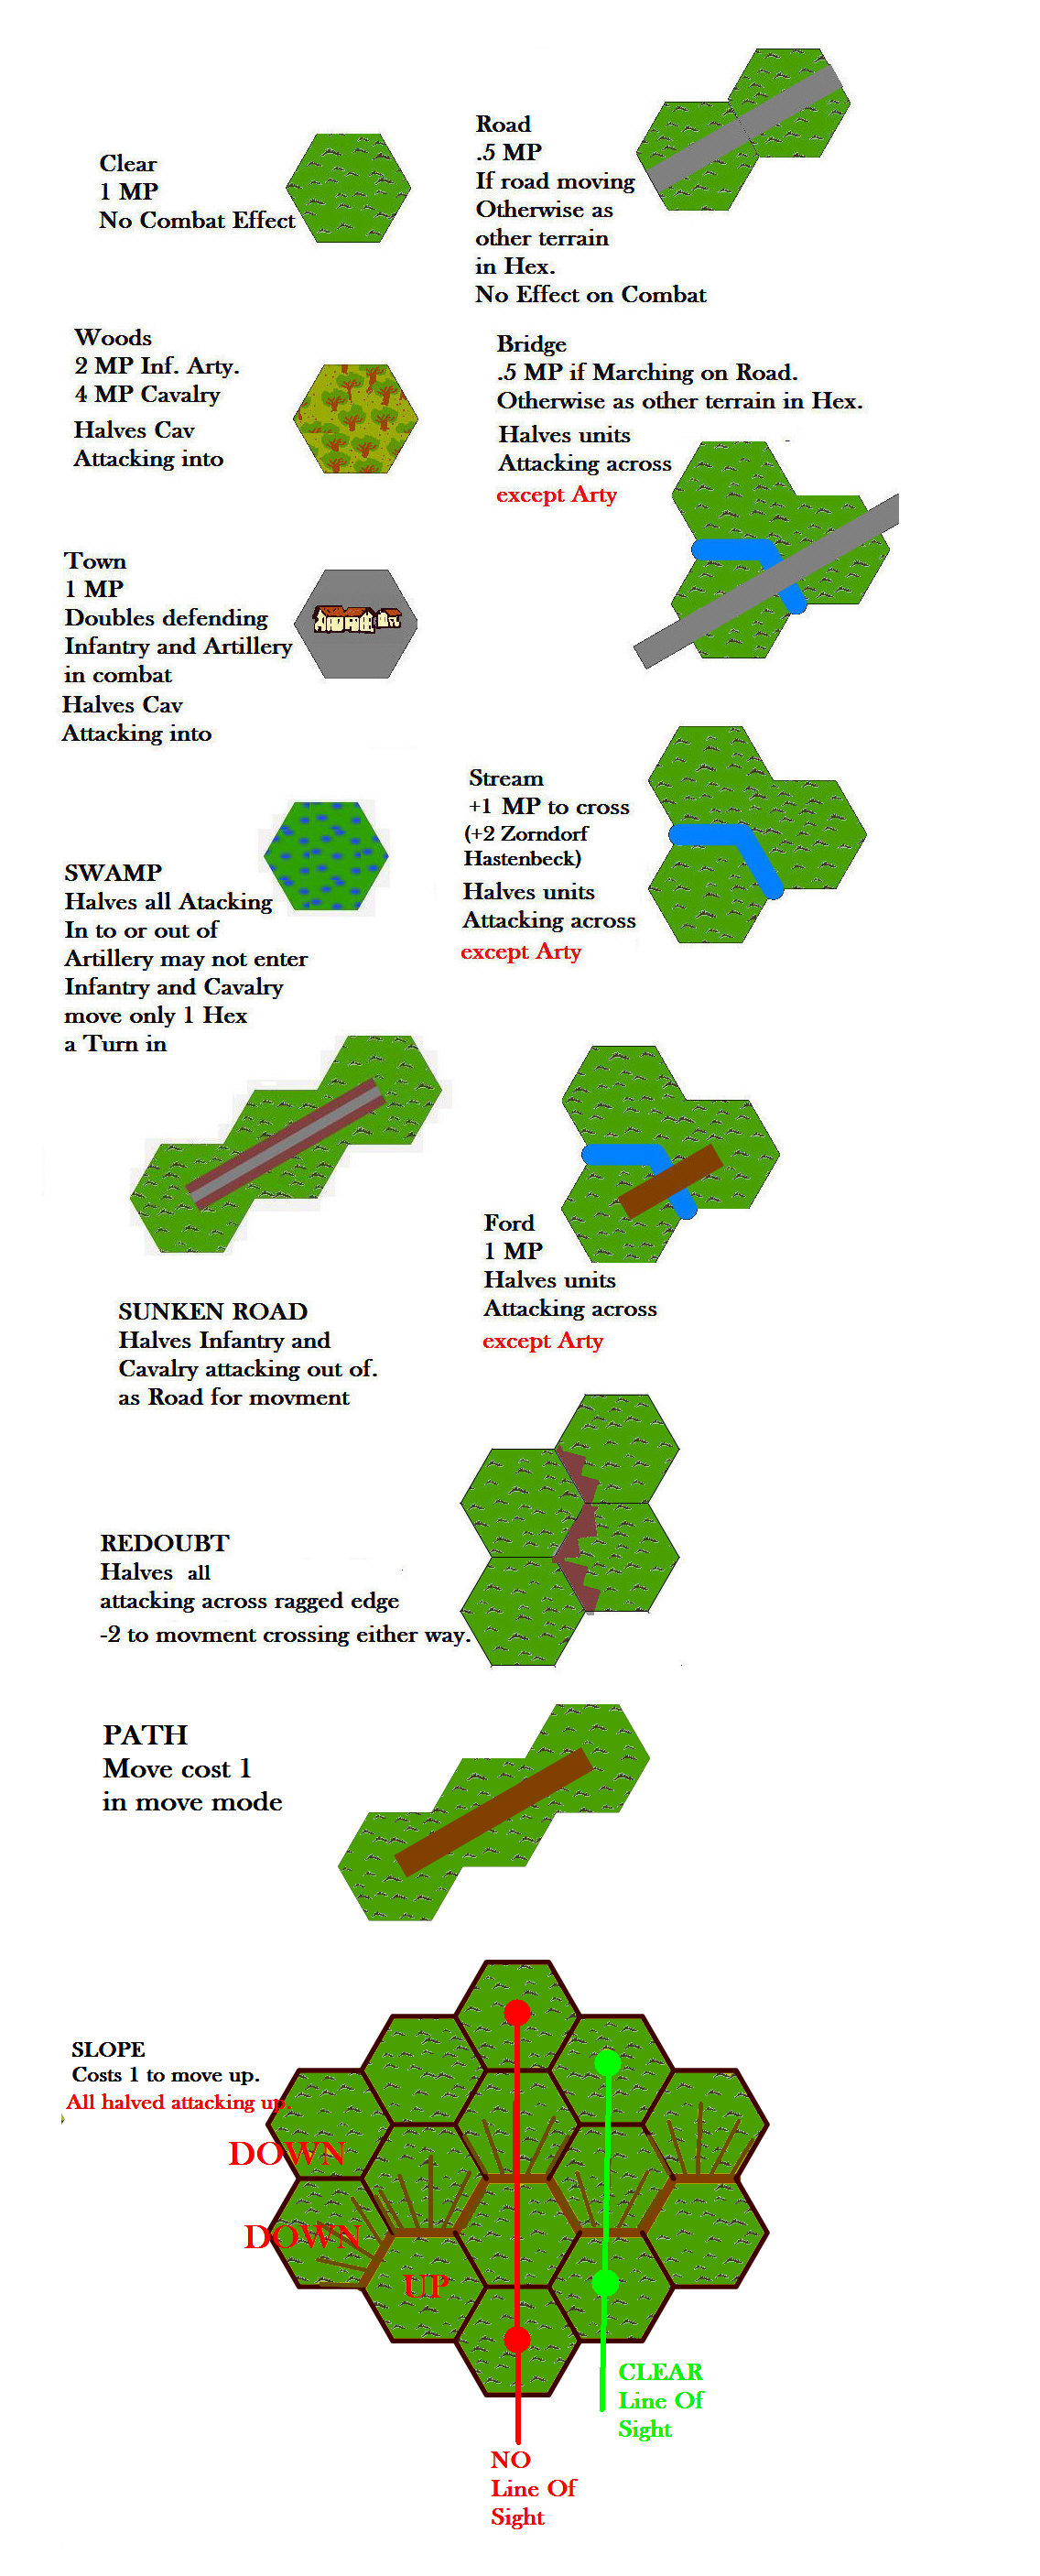 Clear
1 MP
No Combat Effect
Road
.5 MP
If road moving
Otherwise as
other terrain
in Hex.
No Effect on Combat
Woods
2 MP Inf. Arty.
4 MP Cavalry
Halves Cav
Attacking into
Bridge
.5 MP if Marching on Road.
Otherwise as other terrain in Hex.
Halves units
Attacking across
except Arty
Town
1 MP
Doubles defending
Infantry and Artillery
in combat
Halves Cav
Attacking into
Stream
+1 MP to cross
(+2 Zorndorf
Hastenbeck)
Halves units
Attacking across
except Arty
SWAMP
Halves all Atacking
In to or out of
Artillery may not enter
Infantry and Cavalry
move only 1 Hex
a Turn in
Ford
1 MP
Halves units
Attacking across
except Arty
SUNKEN ROAD
Halves Infantry and
Cavalry attacking out of.
as Road for movment
REDOUBT
Halves all
attacking across ragged edge
-2 to movment crossing either way.
PATH
Move cost 1
in move mode
SLOPE
Costs 1 to move up.
All halved attacking up.
DOWN
DOWN
UP
CLEAR
Line Of
Sight
NO
Line Of
Sight